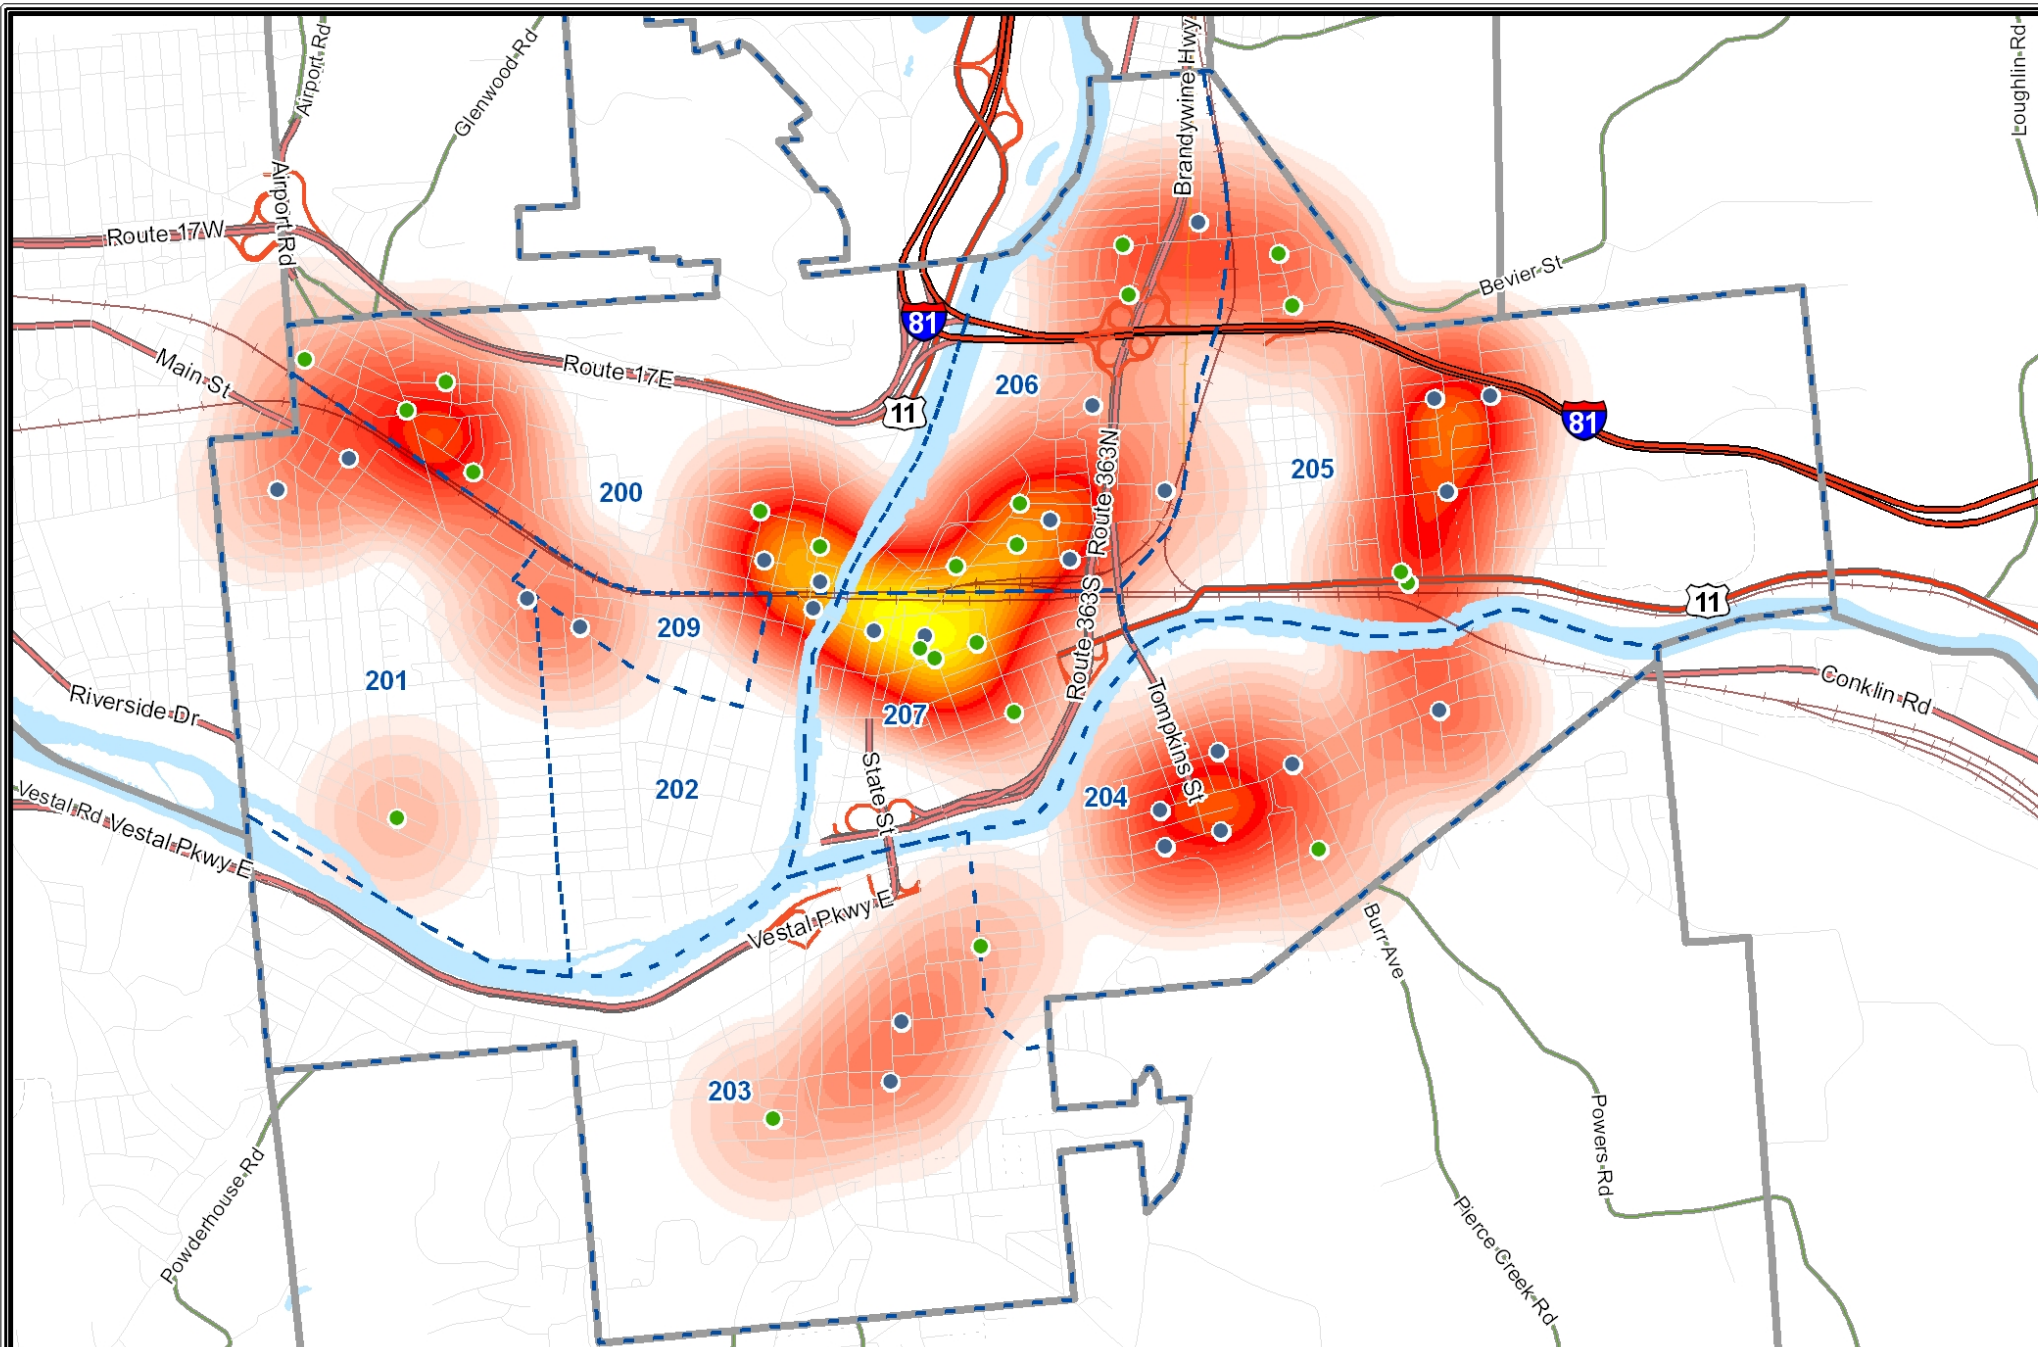 Airport Rd
Glenwood Rd
Brandywine Hwy
Loughlin Rd
Airport Rd
Route 17W
Bevier St
81
Main St
Route 17E
206
11
81
Route 363N
205
200
Route 363S
11
209
201
Riverside Dr
207
Tompkins St
Conklin Rd
State St
202
204
Vestal Rd
Vestal Pkwy E
Vestal Pkwy E
Burr Ave
203
Powers Rd
Powderhouse Rd
Pierce Creek Rd